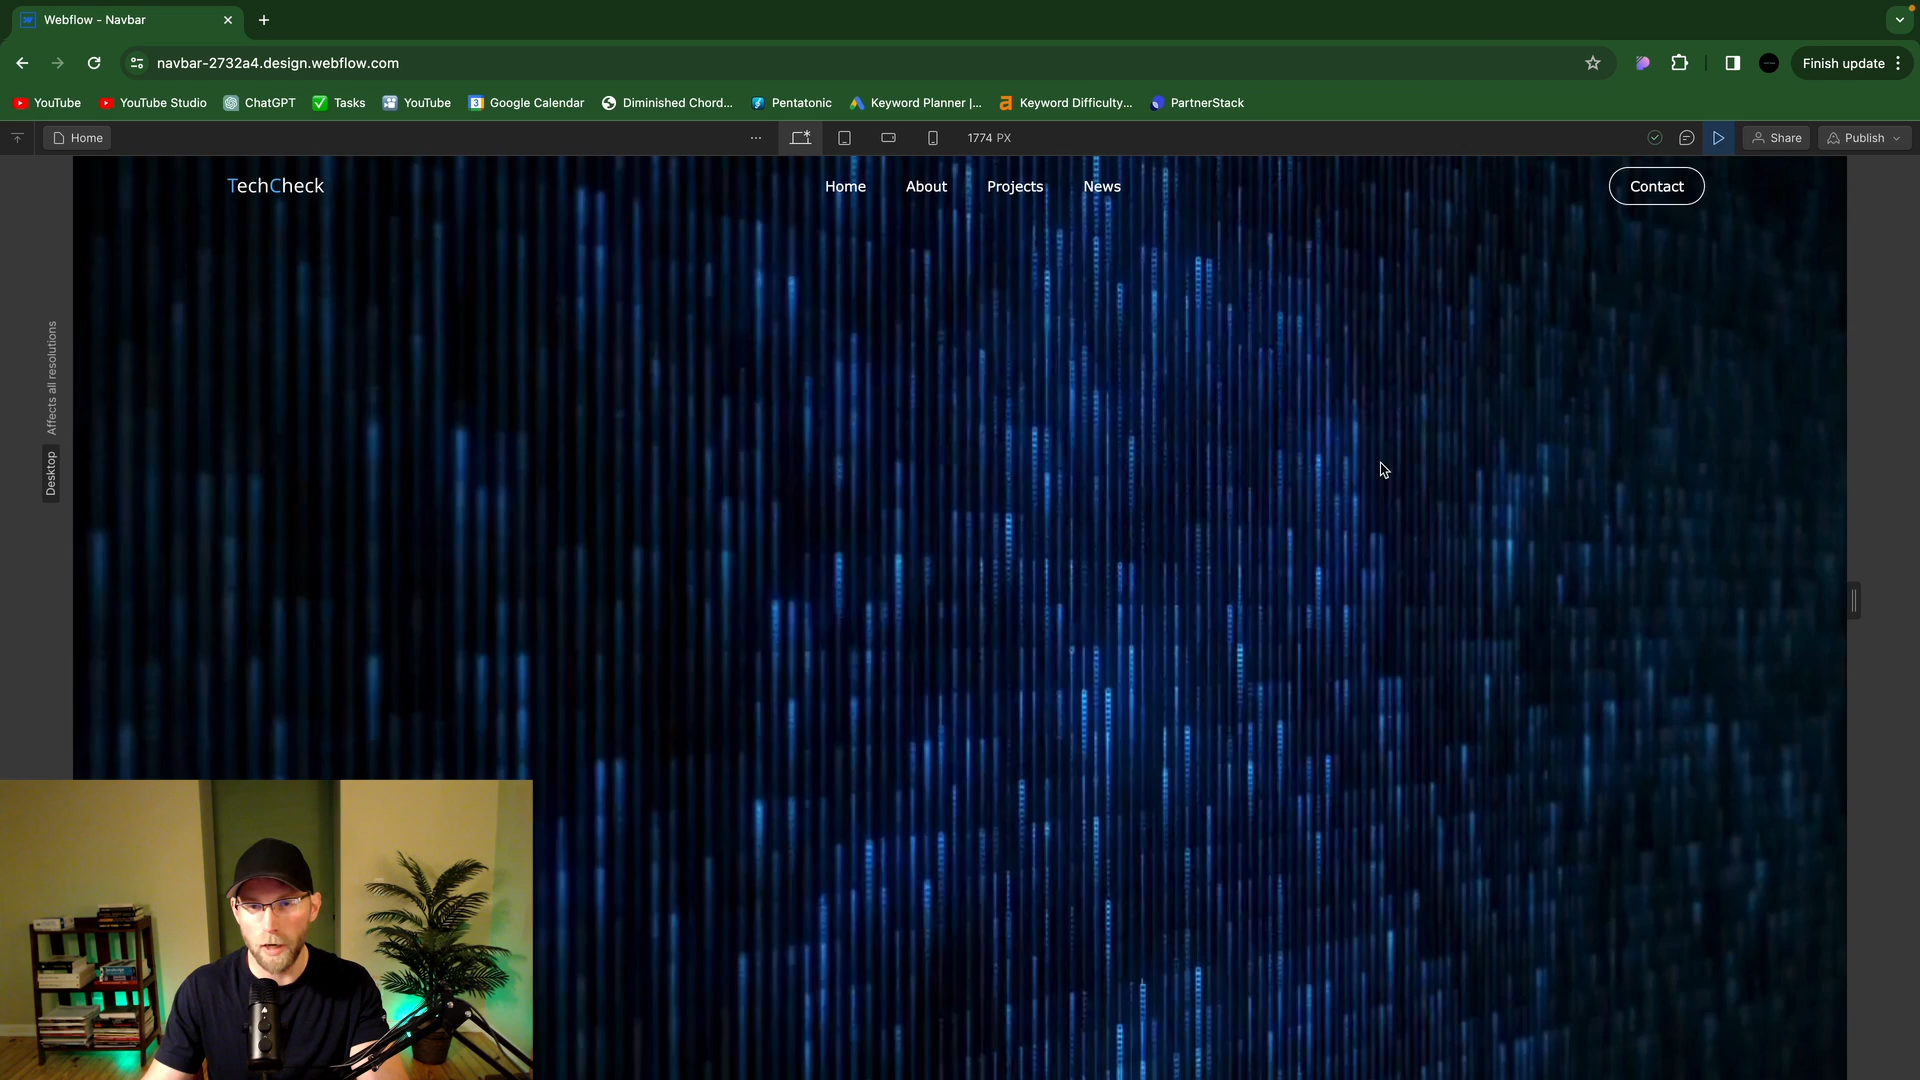 Webflow - Navbar
navbar-2732a4.design.webflow.com
Finish update
YouTube
YouTube Studio
ChatGPT
Tasks
YouTube
Google Calendar
Diminished Chord...
Pentatonic
Keyword Planner |...
Keyword Difficulty...
PartnerStack
Home
1774 PX
Share
Publish
TechCheck
Home
About
Projects
News
Contact
Affects all resolutions
Desktop